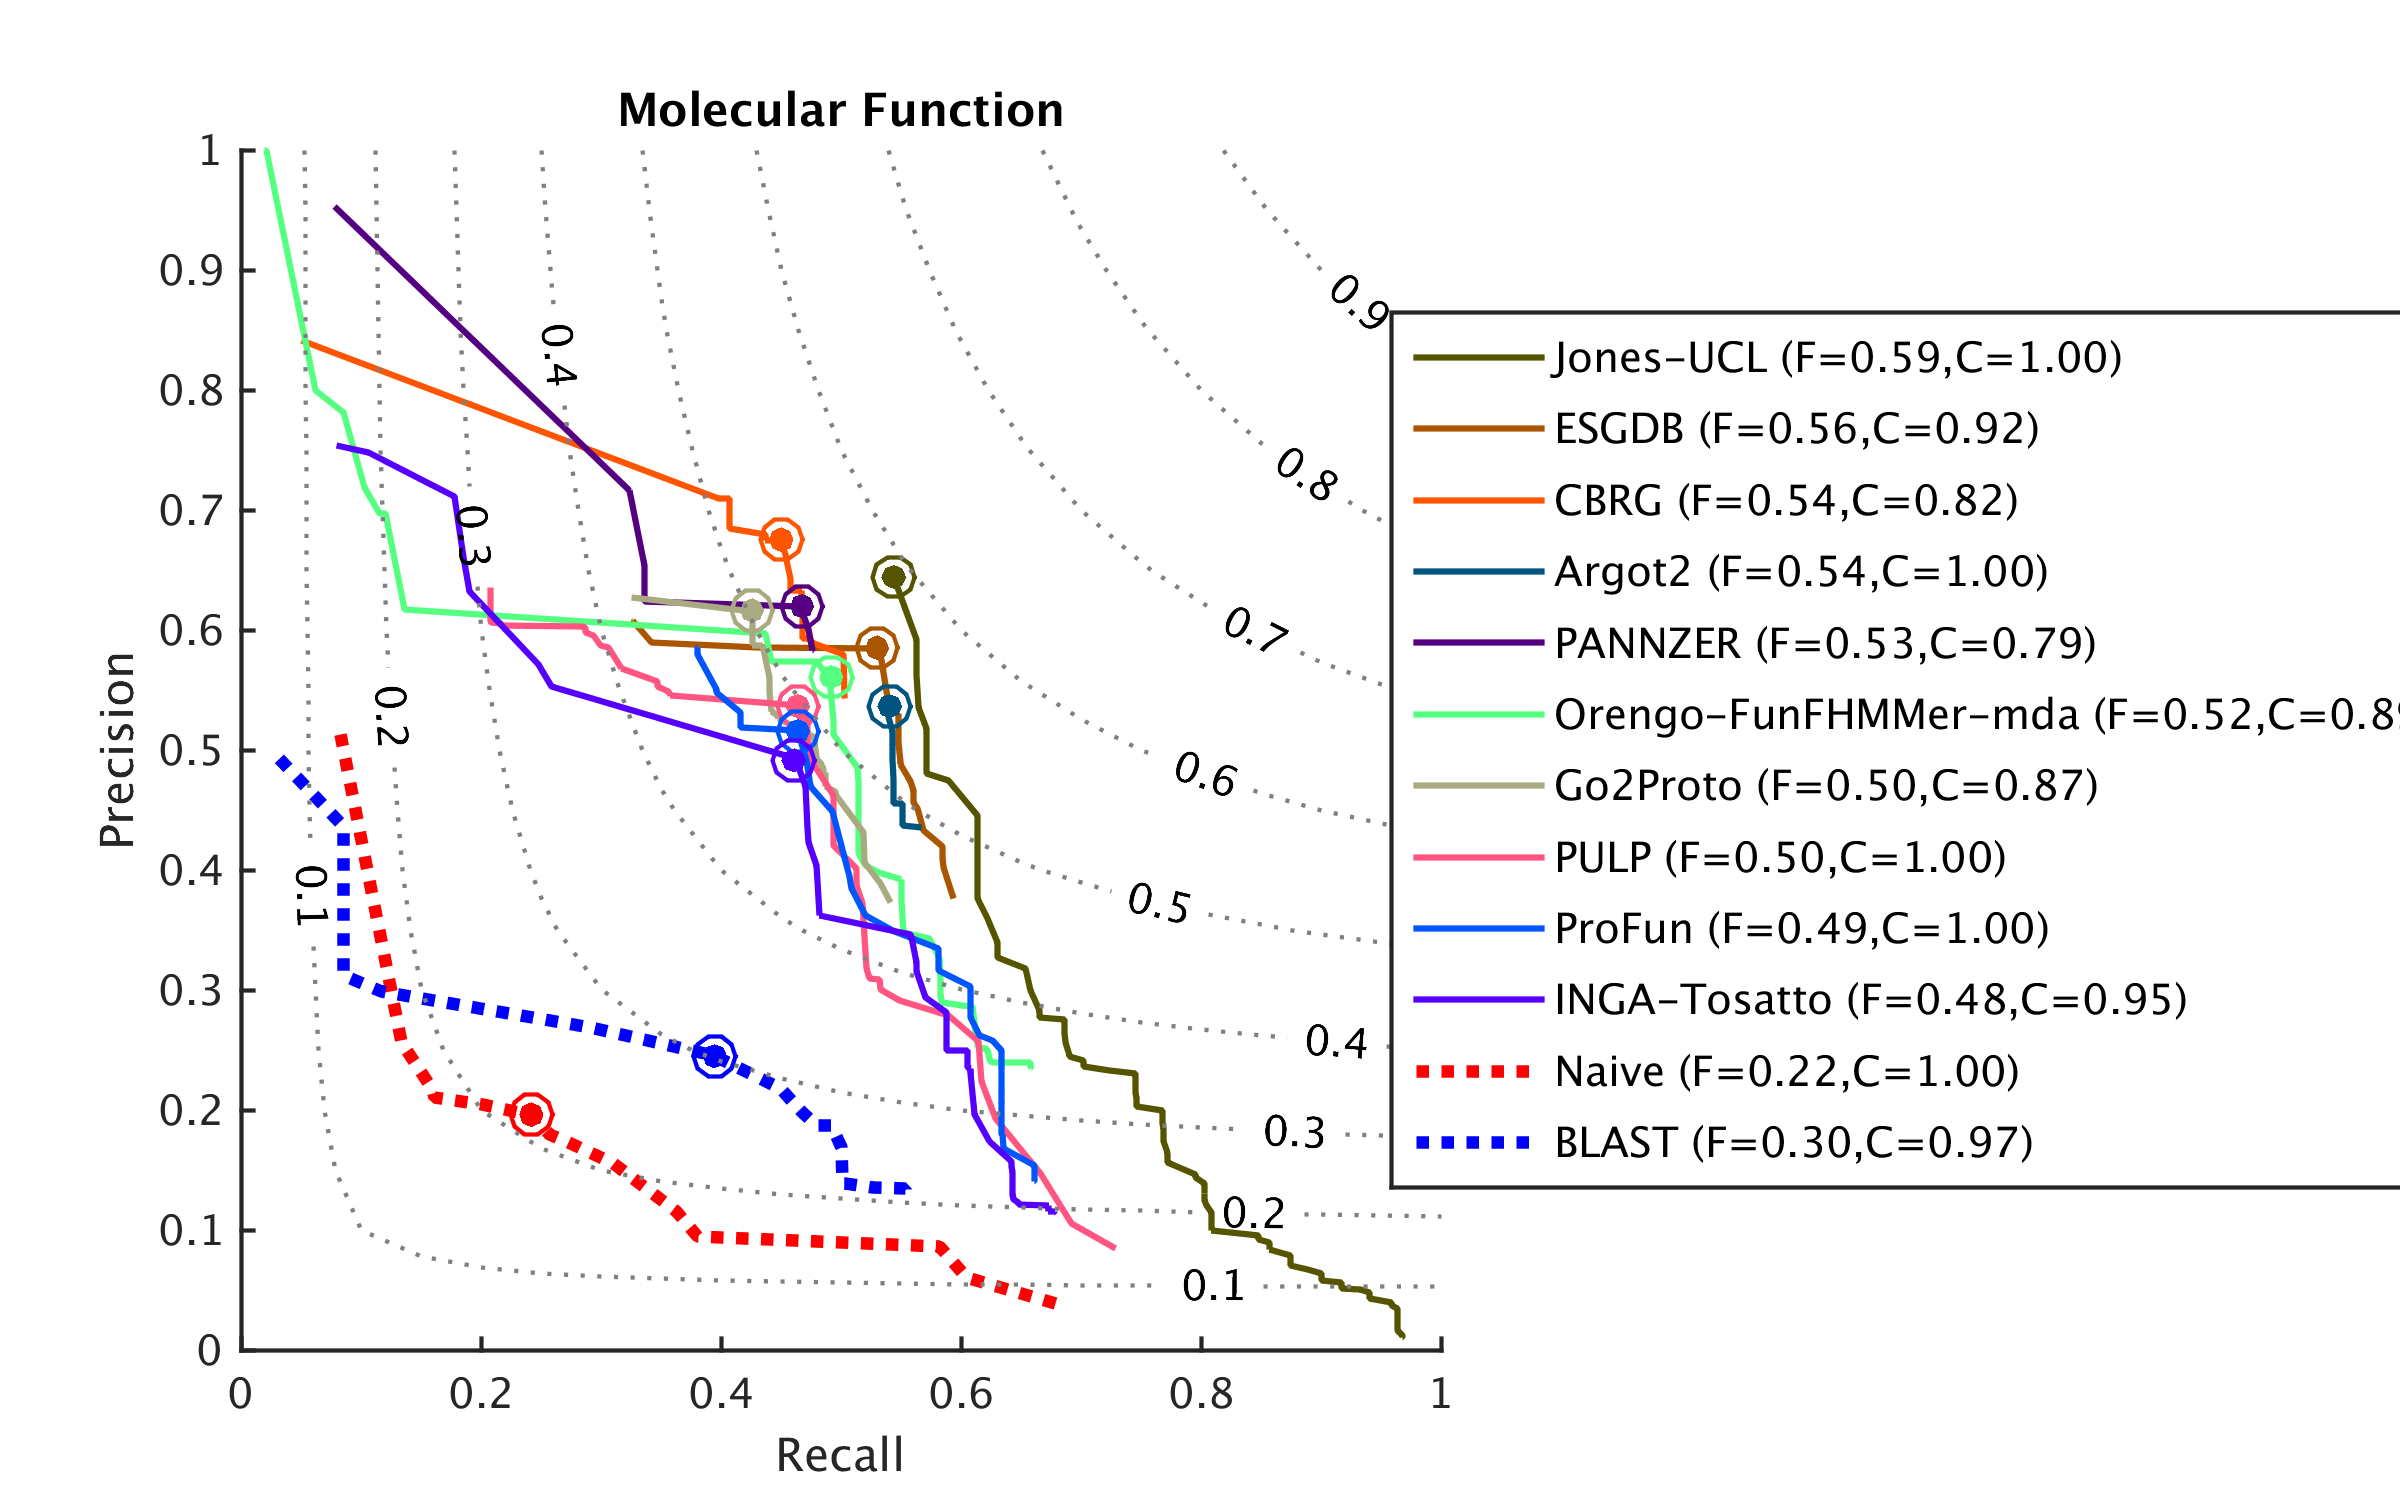 Molecular Function
1
0.9
0.8
0.7
0.6
0.5
0.4
0.3
0.2
0.1
0
0
0.2
0.4
0.6
0.8
1
Precision
Recall
0.4
0.3
0.2
0.1
0.9
0.8
0.7
0.6
0.5
0.4
0.3
0.2
0.1
Jones-UCL (F=0.59,C=1.00)
ESGDB (F=0.56,C=0.92)
CBRG (F=0.54,C=0.82)
Argot2 (F=0.54,C=1.00)
PANNZER (F=0.53,C=0.79)
Orengo-FunFHMMer-mda (F=0.52,C=0.89
Go2Proto (F=0.50,C=0.87)
PULP (F=0.50,C=1.00)
ProFun (F=0.49,C=1.00)
INGA-Tosatto (F=0.48,C=0.95)
Naive (F=0.22,C=1.00)
BLAST (F=0.30,C=0.97)